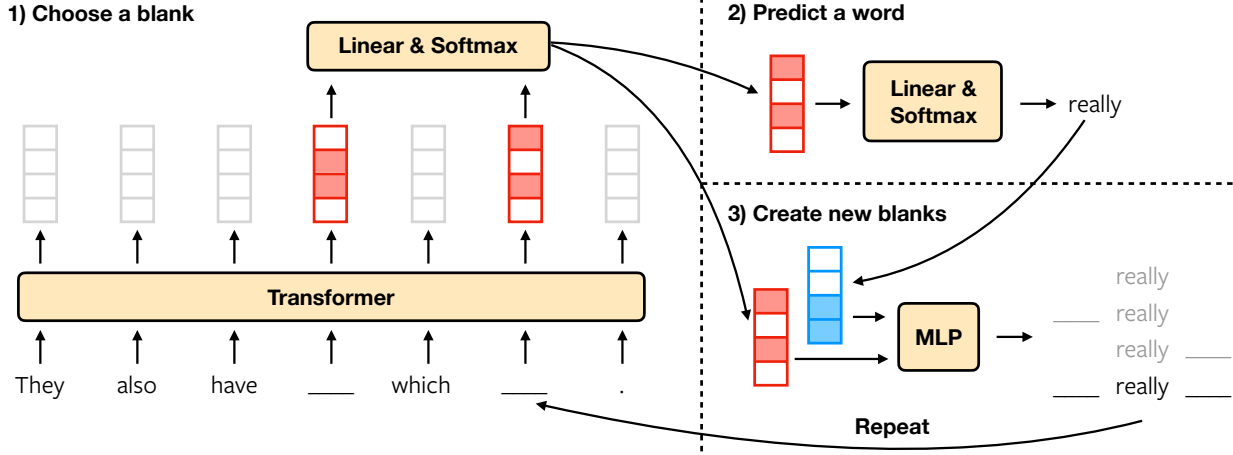 1) Choose a blank
Linear & Softmax
Transformer
They also have ____ which ____ .
2) Predict a word
Linear &
Softmax
really
3) Create new blanks
MLP
really
____ really
really ____
____ really ____
Repeat